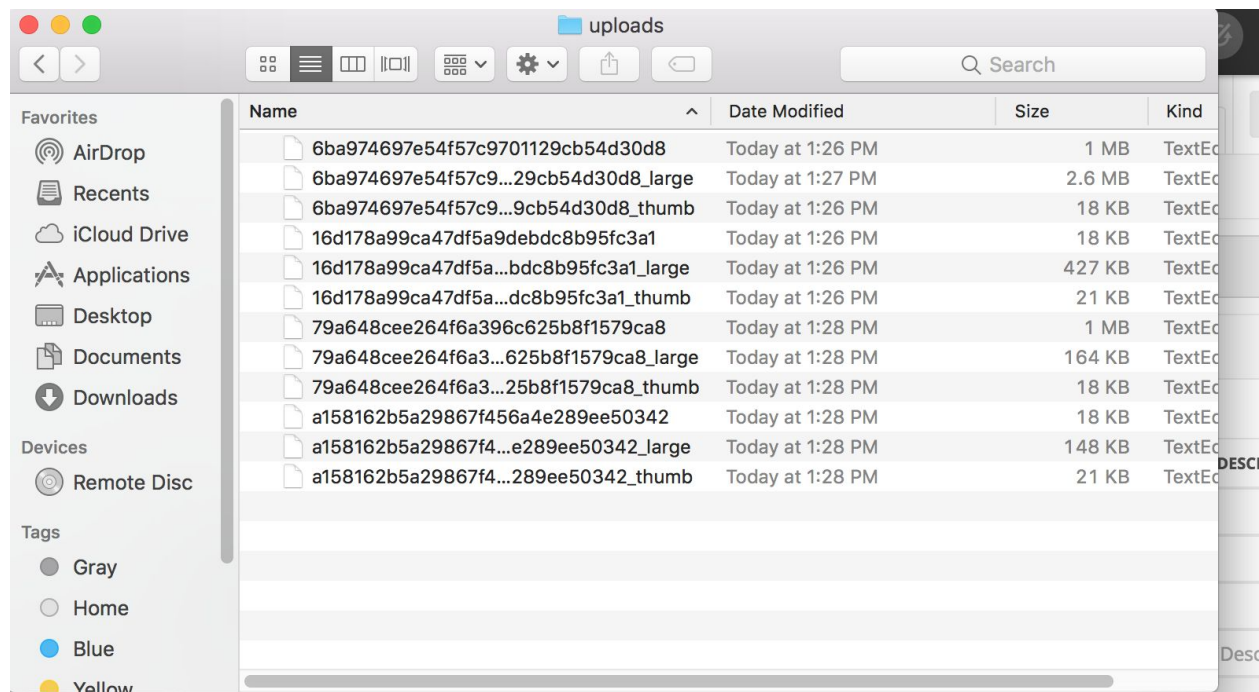 uploads
Search
Favorites
AirDrop
Recents
iCloud Drive
Applications
Desktop
Documents
Downloads
Devices
Remote Disc
Tags
Gray
Home
Blue
Yellow
Name Date Modified Size Kind
6ba974697e54f57c9701129cb54d30d8 Today at 1:26 PM 1 MB TextEd
6ba974697e54f57c9...29cb54d30d8_large Today at 1:27 PM 2.6 MB TextEd
6ba974697e54f57c9...9cb54d30d8_thumb Today at 1:26 PM 18 KB TextEd
16d178a99ca47df5a9debdc8b95fc3a1 Today at 1:26 PM 18 KB TextEd
16d178a99ca47df5a...bdc8b95fc3a1_large Today at 1:26 PM 427 KB TextEd
16d178a99ca47df5a...dc8b95fc3a1_thumb Today at 1:26 PM 21 KB TextEd
79a648cee264f6a396c625b8f1579ca8 Today at 1:28 PM 1 MB TextEd
79a648cee264f6a3...625b8f1579ca8_large Today at 1:28 PM 164 KB TextEd
79a648cee264f6a3...25b8f1579ca8_thumb Today at 1:28 PM 18 KB TextEd
a158162b5a29867f456a4e289ee50342 Today at 1:28 PM 18 KB TextEd
a158162b5a29867f4...e289ee50342_large Today at 1:28 PM 148 KB TextEd
a158162b5a29867f4...289ee50342_thumb Today at 1:28 PM 21 KB TextEd
DESC
Desc